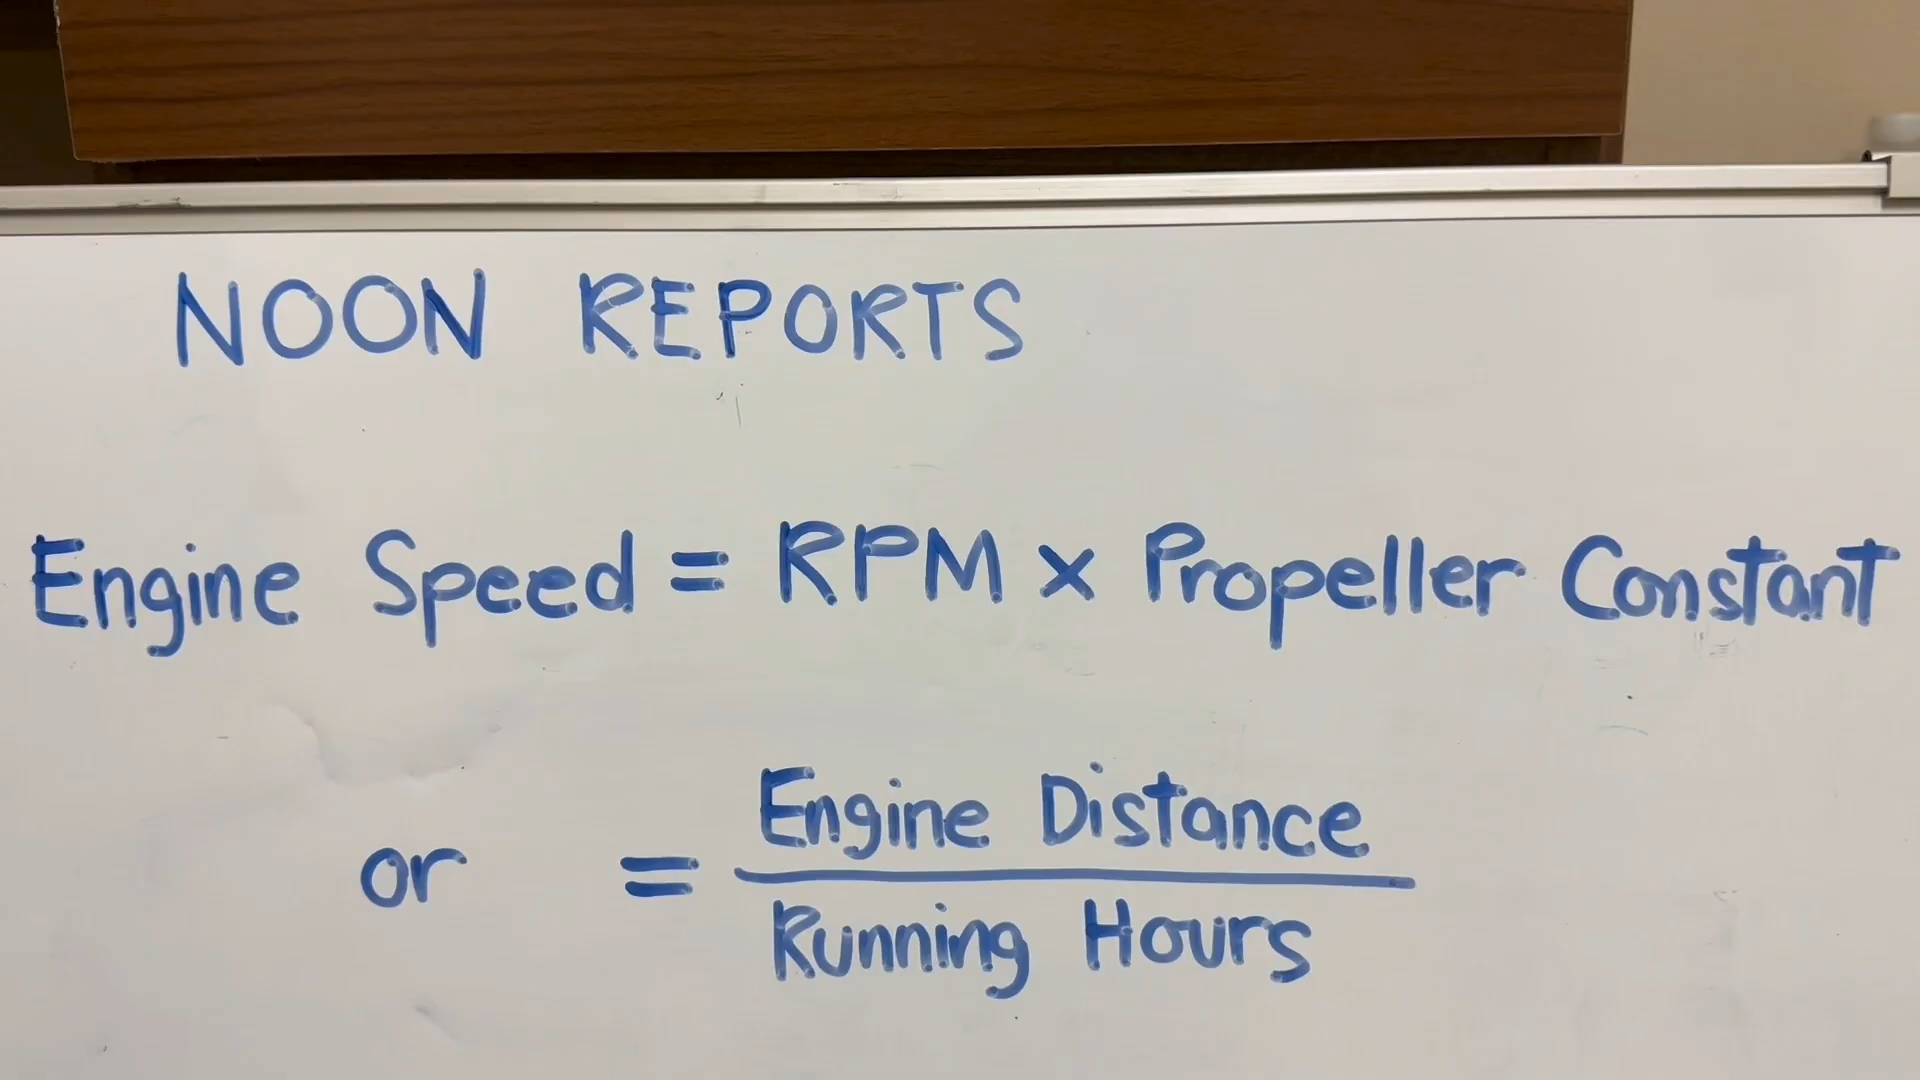 NOON REPORTS
Engine Speed = RPM x Propeller Constant
or = Engine Distance
Running Hours